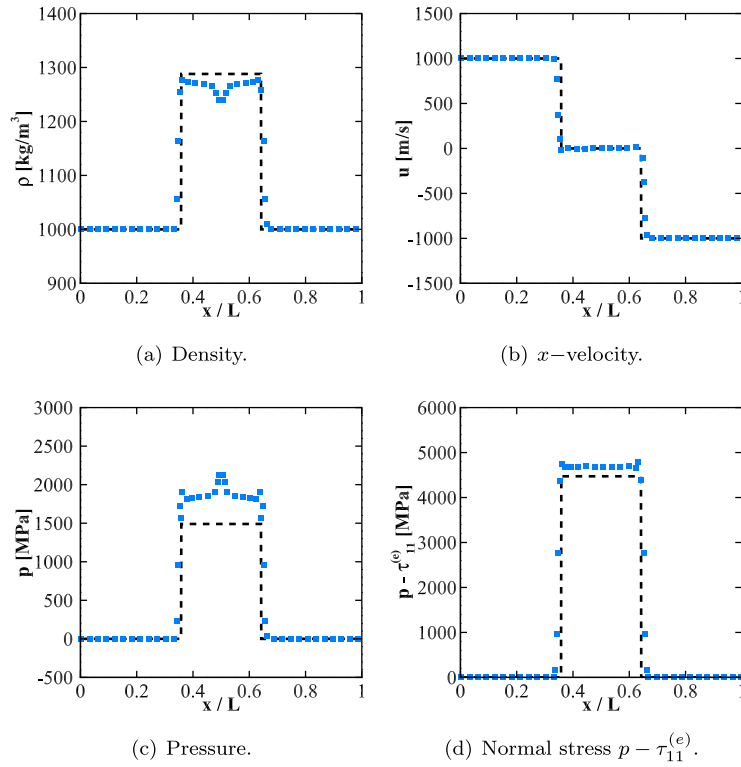 1400
1300
1200
1100
1000
900
ρ [kg/m³]
0 0.2 0.4 0.6 0.8 1
x / L
(a) Density.
1500
1000
500
0
-500
-1000
-1500
u [m/s]
0 0.2 0.4 0.6 0.8 1
x / L
(b) x−velocity.
3000
2500
2000
1500
1000
500
0
-500
p [MPa]
0 0.2 0.4 0.6 0.8 1
x / L
(c) Pressure.
6000
5000
4000
3000
2000
1000
0
p - τ₁₁⁽ᵉ⁾ [MPa]
0 0.2 0.4 0.6 0.8 1
x / L
(d) Normal stress p − τ₁₁⁽ᵉ⁾.